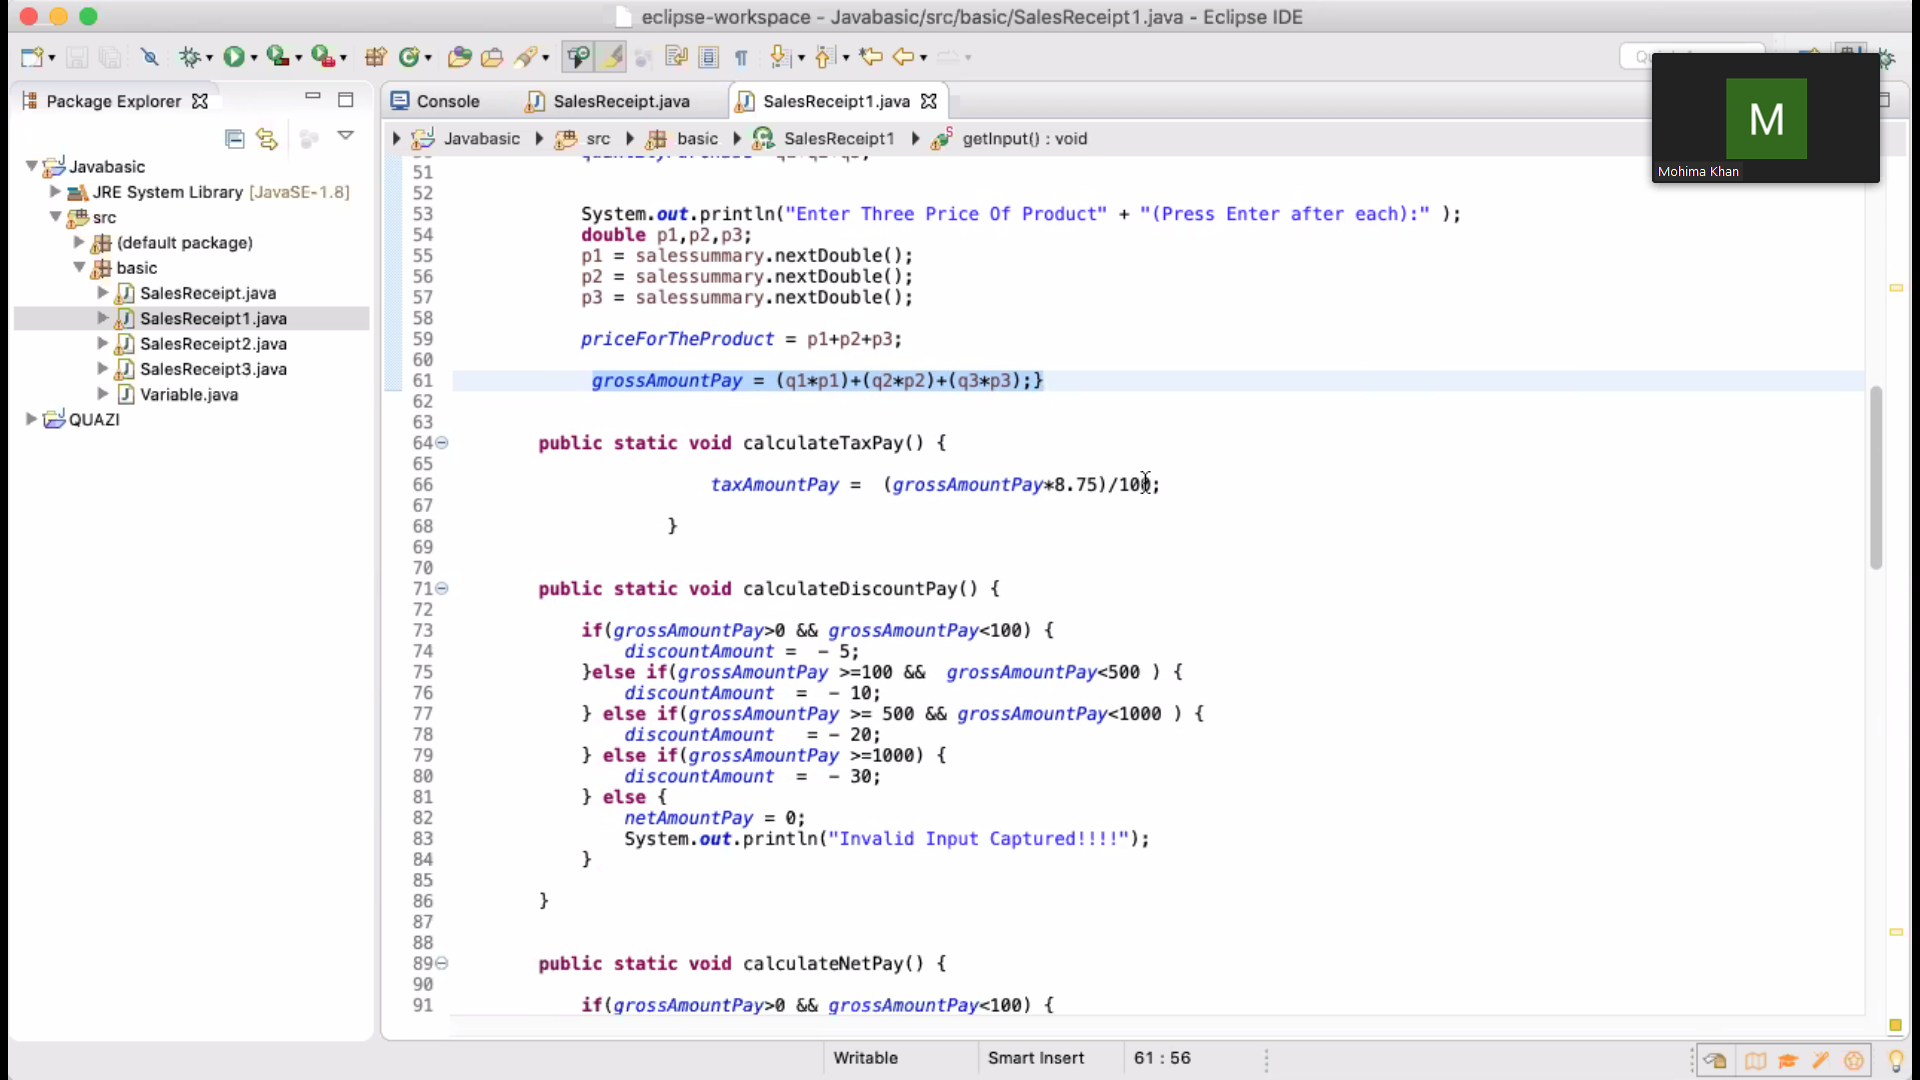 eclipse-workspace - Javabasic/src/basic/SalesReceipt1.java - Eclipse IDE
Package Explorer
Console
SalesReceipt.java
SalesReceipt1.java
M
Mohima Khan
Javabasic
src
basic
SalesReceipt1
getInput() : void
Javabasic
JRE System Library [JavaSE-1.8]
src
(default package)
basic
SalesReceipt.java
SalesReceipt1.java
SalesReceipt2.java
SalesReceipt3.java
Variable.java
QUAZI
51
52
53 System.out.println("Enter Three Price Of Product" + "(Press Enter after each):" );
54 double p1,p2,p3;
55 p1 = salessummary.nextDouble();
56 p2 = salessummary.nextDouble();
57 p3 = salessummary.nextDouble();
58
59 priceForTheProduct = p1+p2+p3;
60
61 grossAmountPay = (q1*p1)+(q2*p2)+(q3*p3);}
62
63
64 public static void calculateTaxPay() {
65
66 taxAmountPay = (grossAmountPay*8.75)/100;
67
68 }
69
70
71 public static void calculateDiscountPay() {
72
73 if(grossAmountPay>0 && grossAmountPay<100) {
74 discountAmount = - 5;
75 }else if(grossAmountPay >=100 && grossAmountPay<500 ) {
76 discountAmount = - 10;
77 } else if(grossAmountPay >= 500 && grossAmountPay<1000 ) {
78 discountAmount = - 20;
79 } else if(grossAmountPay >=1000) {
80 discountAmount = - 30;
81 } else {
82 netAmountPay = 0;
83 System.out.println("Invalid Input Captured!!!!");
84 }
85
86 }
87
88
89 public static void calculateNetPay() {
90
91 if(grossAmountPay>0 && grossAmountPay<100) {
Writable
Smart Insert
61 : 56